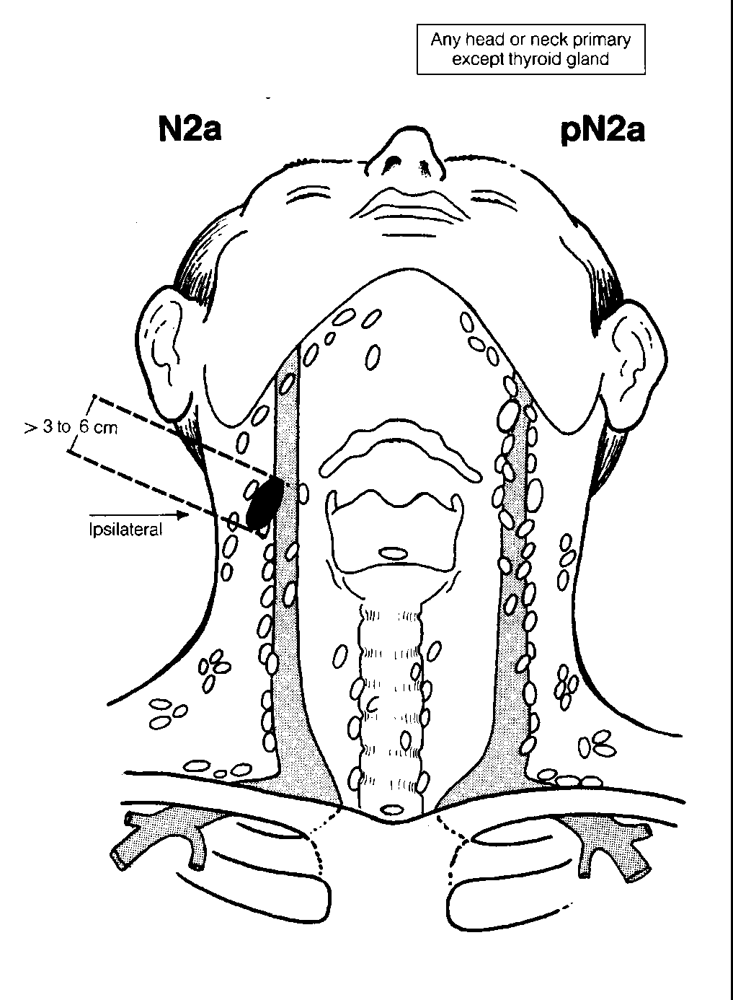 Any head or neck primary
except thyroid gland
N2a
pN2a
> 3 to 6 cm
Ipsilateral